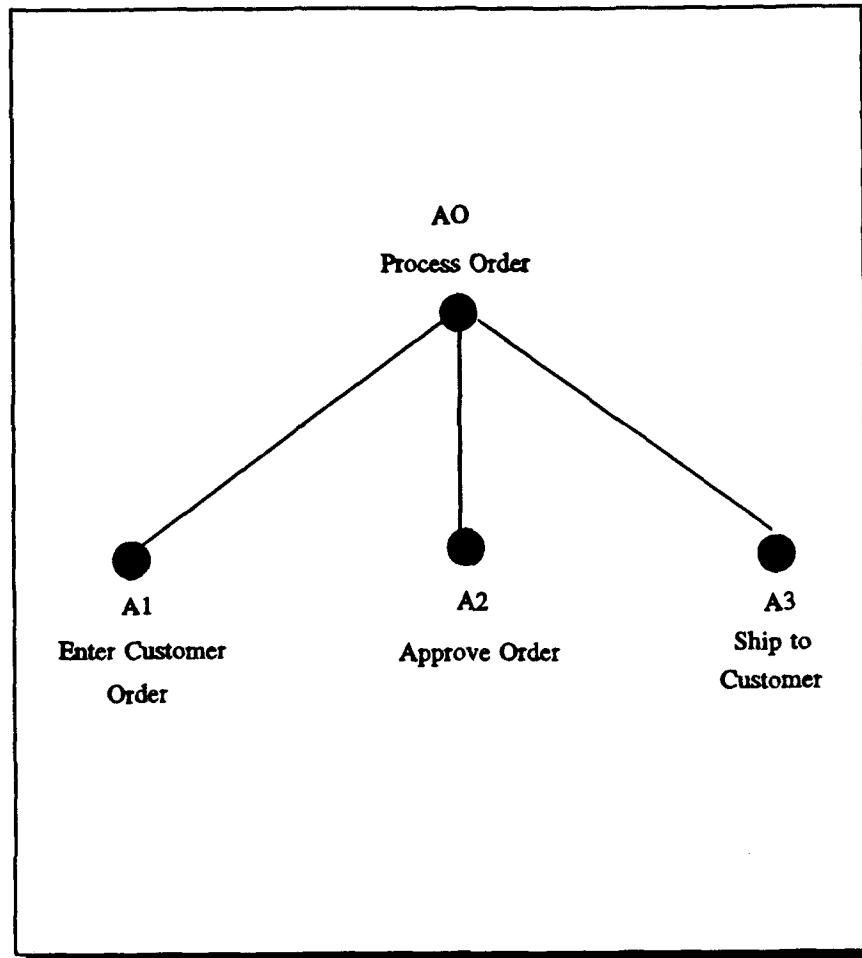 AO
Process Order
A1
Enter Customer
Order
A2
Approve Order
A3
Ship to
Customer